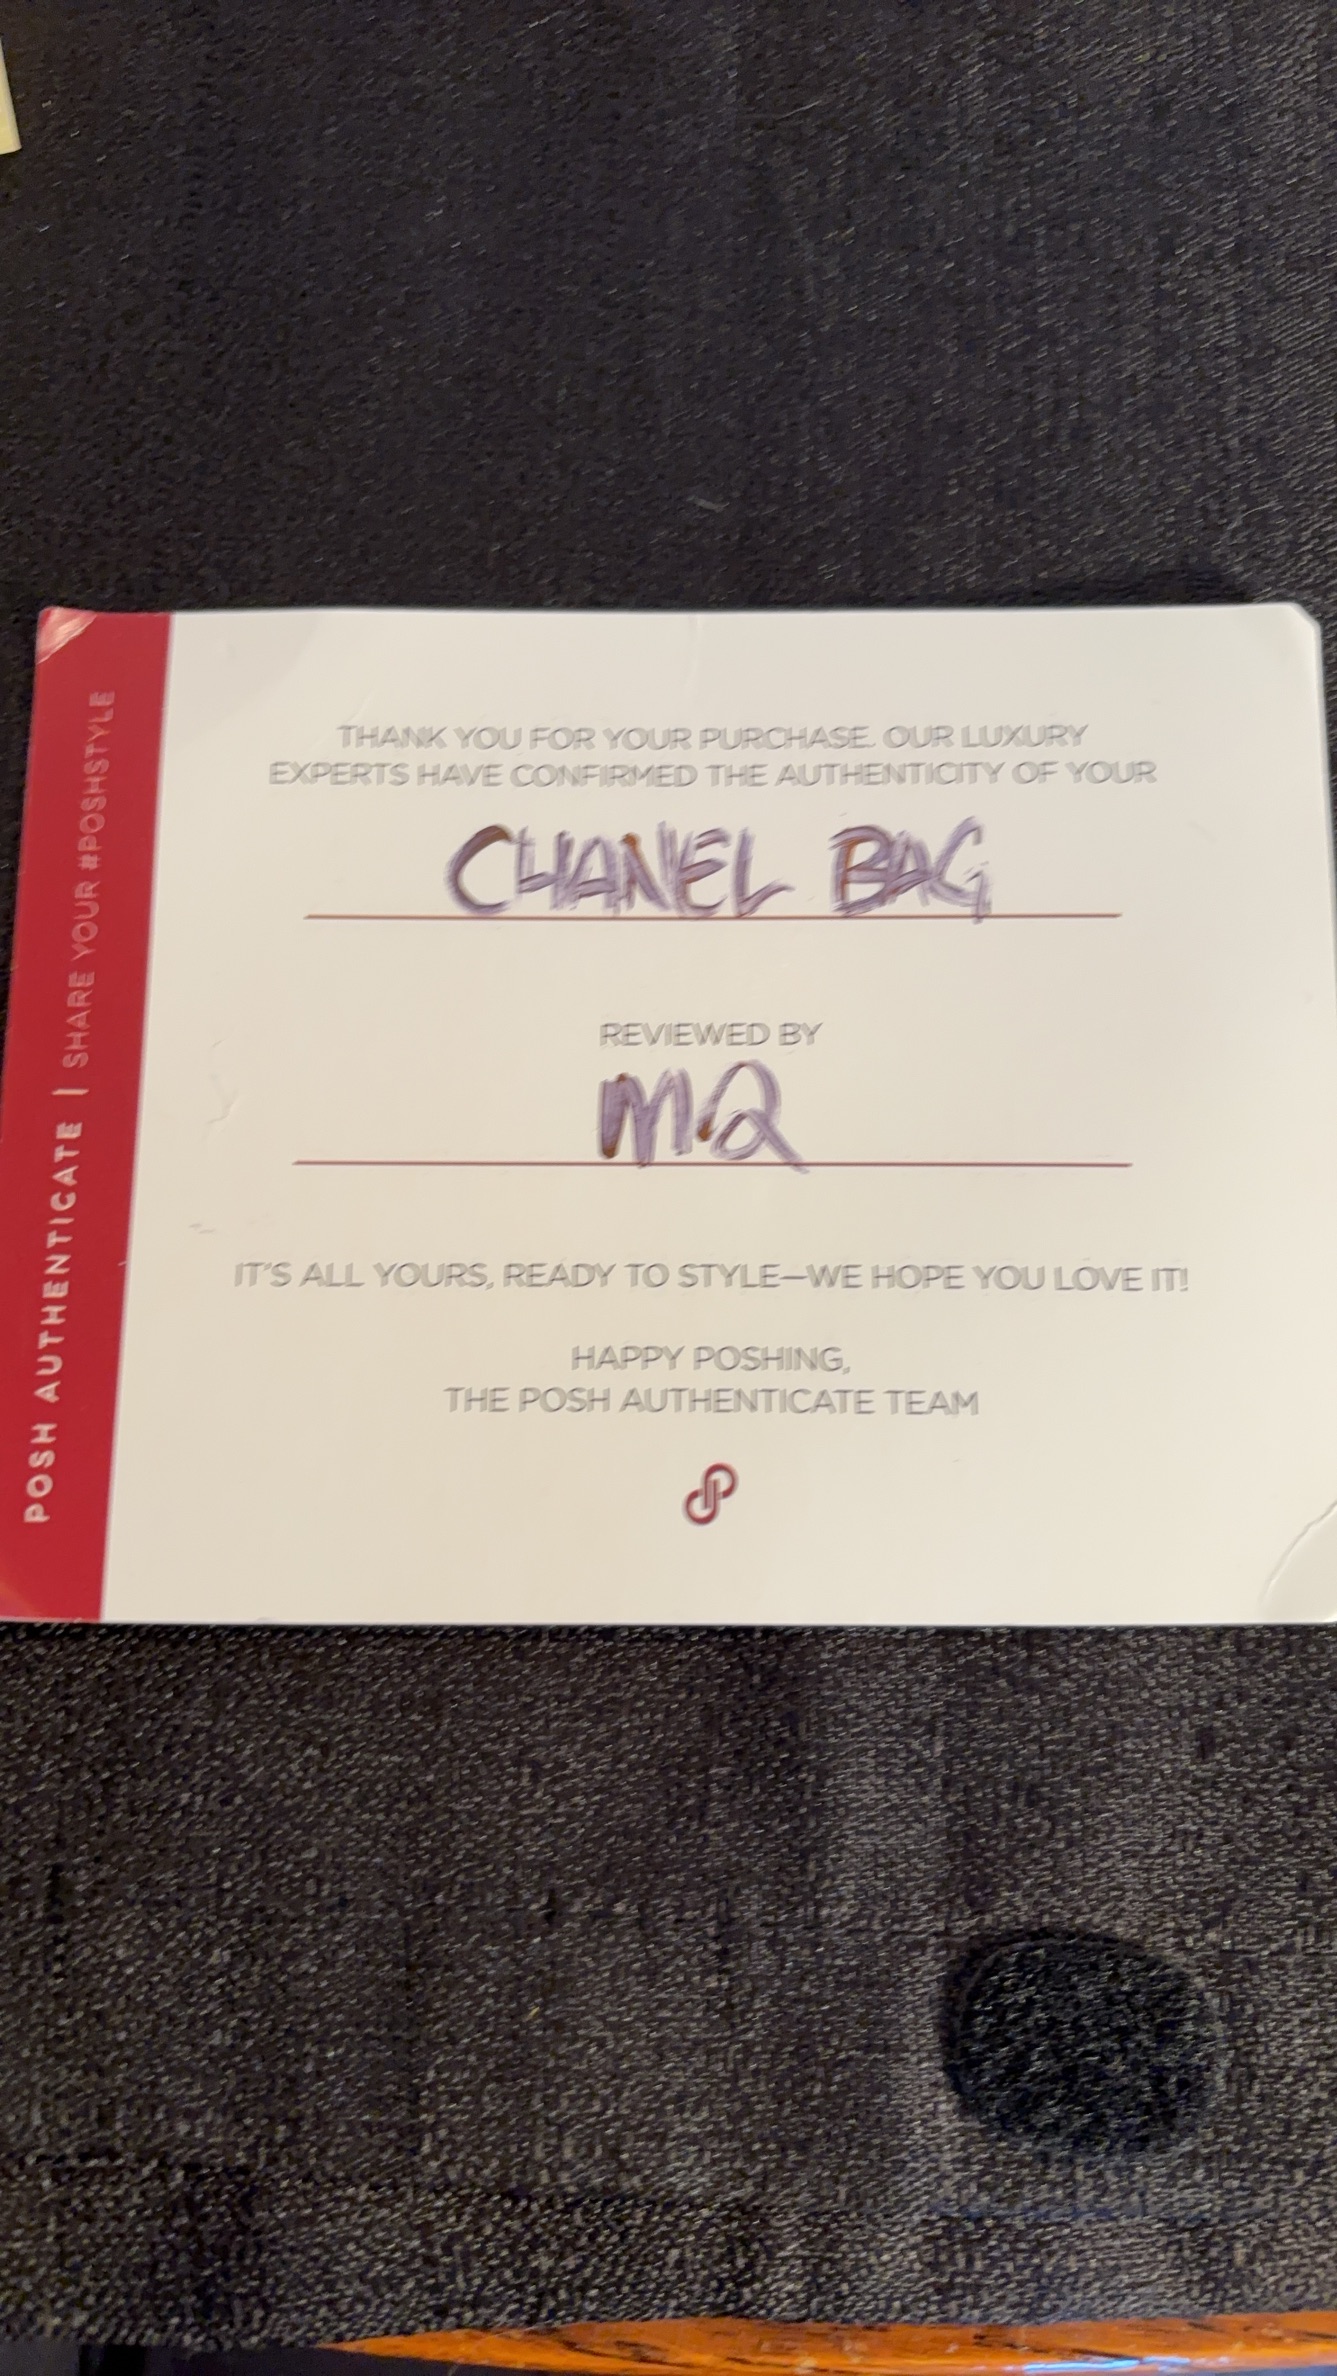 THANK YOU FOR YOUR PURCHASE. OUR LUXURY
EXPERTS HAVE CONFIRMED THE AUTHENTICITY OF YOUR
CHANEL BAG
REVIEWED BY
MQ
IT'S ALL YOURS, READY TO STYLE—WE HOPE YOU LOVE IT!
HAPPY POSHING,
THE POSH AUTHENTICATE TEAM
POSH AUTHENTICATE | SHARE YOUR #POSHSTYLE